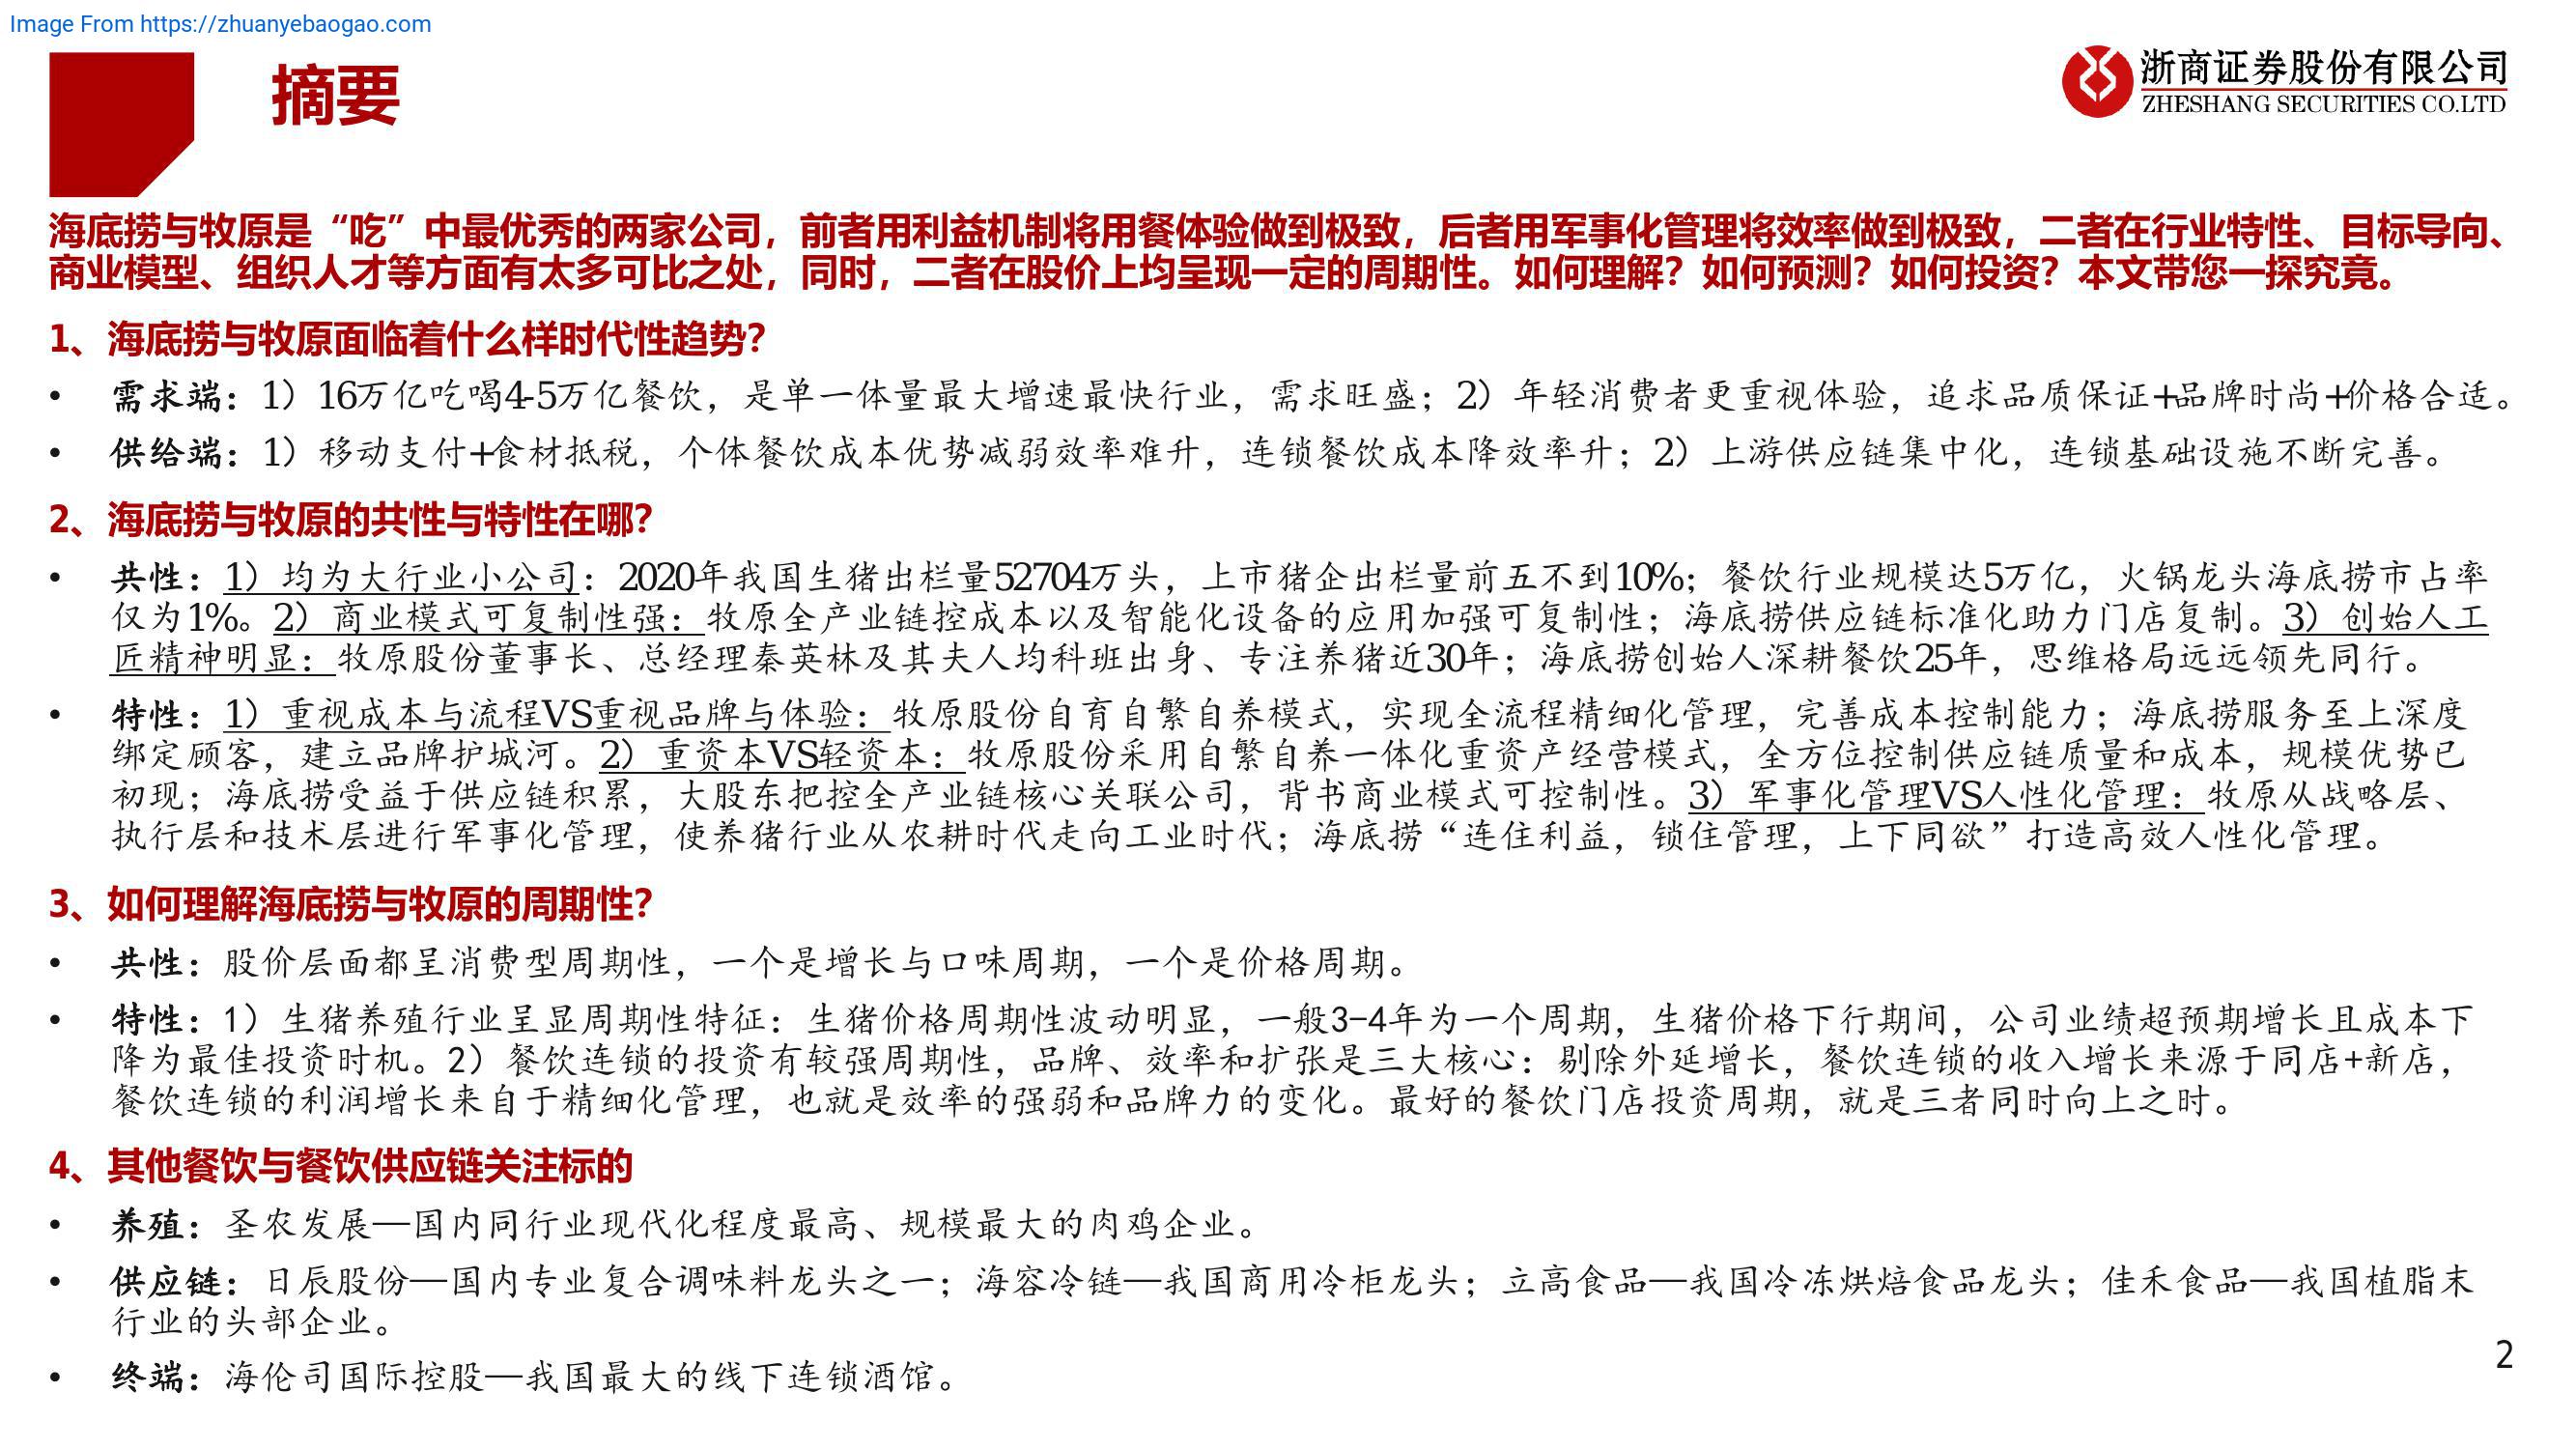 Image From https://zhuanyebaogao.com
摘要
浙商证券股份有限公司
ZHESHANG SECURITIES CO.LTD
海底捞与牧原是“吃”中最优秀的两家公司，前者用利益机制将用餐体验做到极致，后者用军事化管理将效率做到极致，二者在行业特性、目标导向、
商业模型、组织人才等方面有太多可比之处，同时，二者在股价上均呈现一定的周期性。如何理解？如何预测？如何投资？本文带您一探究竟。
1、海底捞与牧原面临着什么样时代性趋势？
• 需求端：1）16万亿吃喝4-5万亿餐饮，是单一体量最大增速最快行业，需求旺盛；2）年轻消费者更重视体验，追求品质保证+品牌时尚+价格合适。
• 供给端：1）移动支付+食材抵税，个体餐饮成本优势减弱效率难升，连锁餐饮成本降效率升；2）上游供应链集中化，连锁基础设施不断完善。
2、海底捞与牧原的共性与特性在哪？
• 共性：1）均为大行业小公司：2020年我国生猪出栏量52704万头，上市猪企出栏量前五不到10%；餐饮行业规模达5万亿，火锅龙头海底捞市占率
仅为1%。2）商业模式可复制性强：牧原全产业链控成本以及智能化设备的应用加强可复制性；海底捞供应链标准化助力门店复制。3）创始人工
匠精神明显：牧原股份董事长、总经理秦英林及其夫人均科班出身、专注养猪近30年；海底捞创始人深耕餐饮25年，思维格局远远领先同行。
• 特性：1）重视成本与流程VS重视品牌与体验：牧原股份自育自繁自养模式，实现全流程精细化管理，完善成本控制能力；海底捞服务至上深度
绑定顾客，建立品牌护城河。2）重资本VS轻资本：牧原股份采用自繁自养一体化重资产经营模式，全方位控制供应链质量和成本，规模优势已
初现；海底捞受益于供应链积累，大股东把控全产业链核心关联公司，背书商业模式可控制性。3）军事化管理VS人性化管理：牧原从战略层、
执行层和技术层进行军事化管理，使养猪行业从农耕时代走向工业时代；海底捞“连住利益，锁住管理，上下同欲”打造高效人性化管理。
3、如何理解海底捞与牧原的周期性？
• 共性：股价层面都呈消费型周期性，一个是增长与口味周期，一个是价格周期。
• 特性：1）生猪养殖行业呈显周期性特征：生猪价格周期性波动明显，一般3-4年为一个周期，生猪价格下行期间，公司业绩超预期增长且成本下
降为最佳投资时机。2）餐饮连锁的投资有较强周期性，品牌、效率和扩张是三大核心：剔除外延增长，餐饮连锁的收入增长来源于同店+新店，
餐饮连锁的利润增长来自于精细化管理，也就是效率的强弱和品牌力的变化。最好的餐饮门店投资周期，就是三者同时向上之时。
4、其他餐饮与餐饮供应链关注标的
• 养殖：圣农发展—国内同行业现代化程度最高、规模最大的肉鸡企业。
• 供应链：日辰股份—国内专业复合调味料龙头之一；海容冷链—我国商用冷柜龙头；立高食品—我国冷冻烘焙食品龙头；佳禾食品—我国植脂末
行业的头部企业。
• 终端：海伦司国际控股—我国最大的线下连锁酒馆。
2